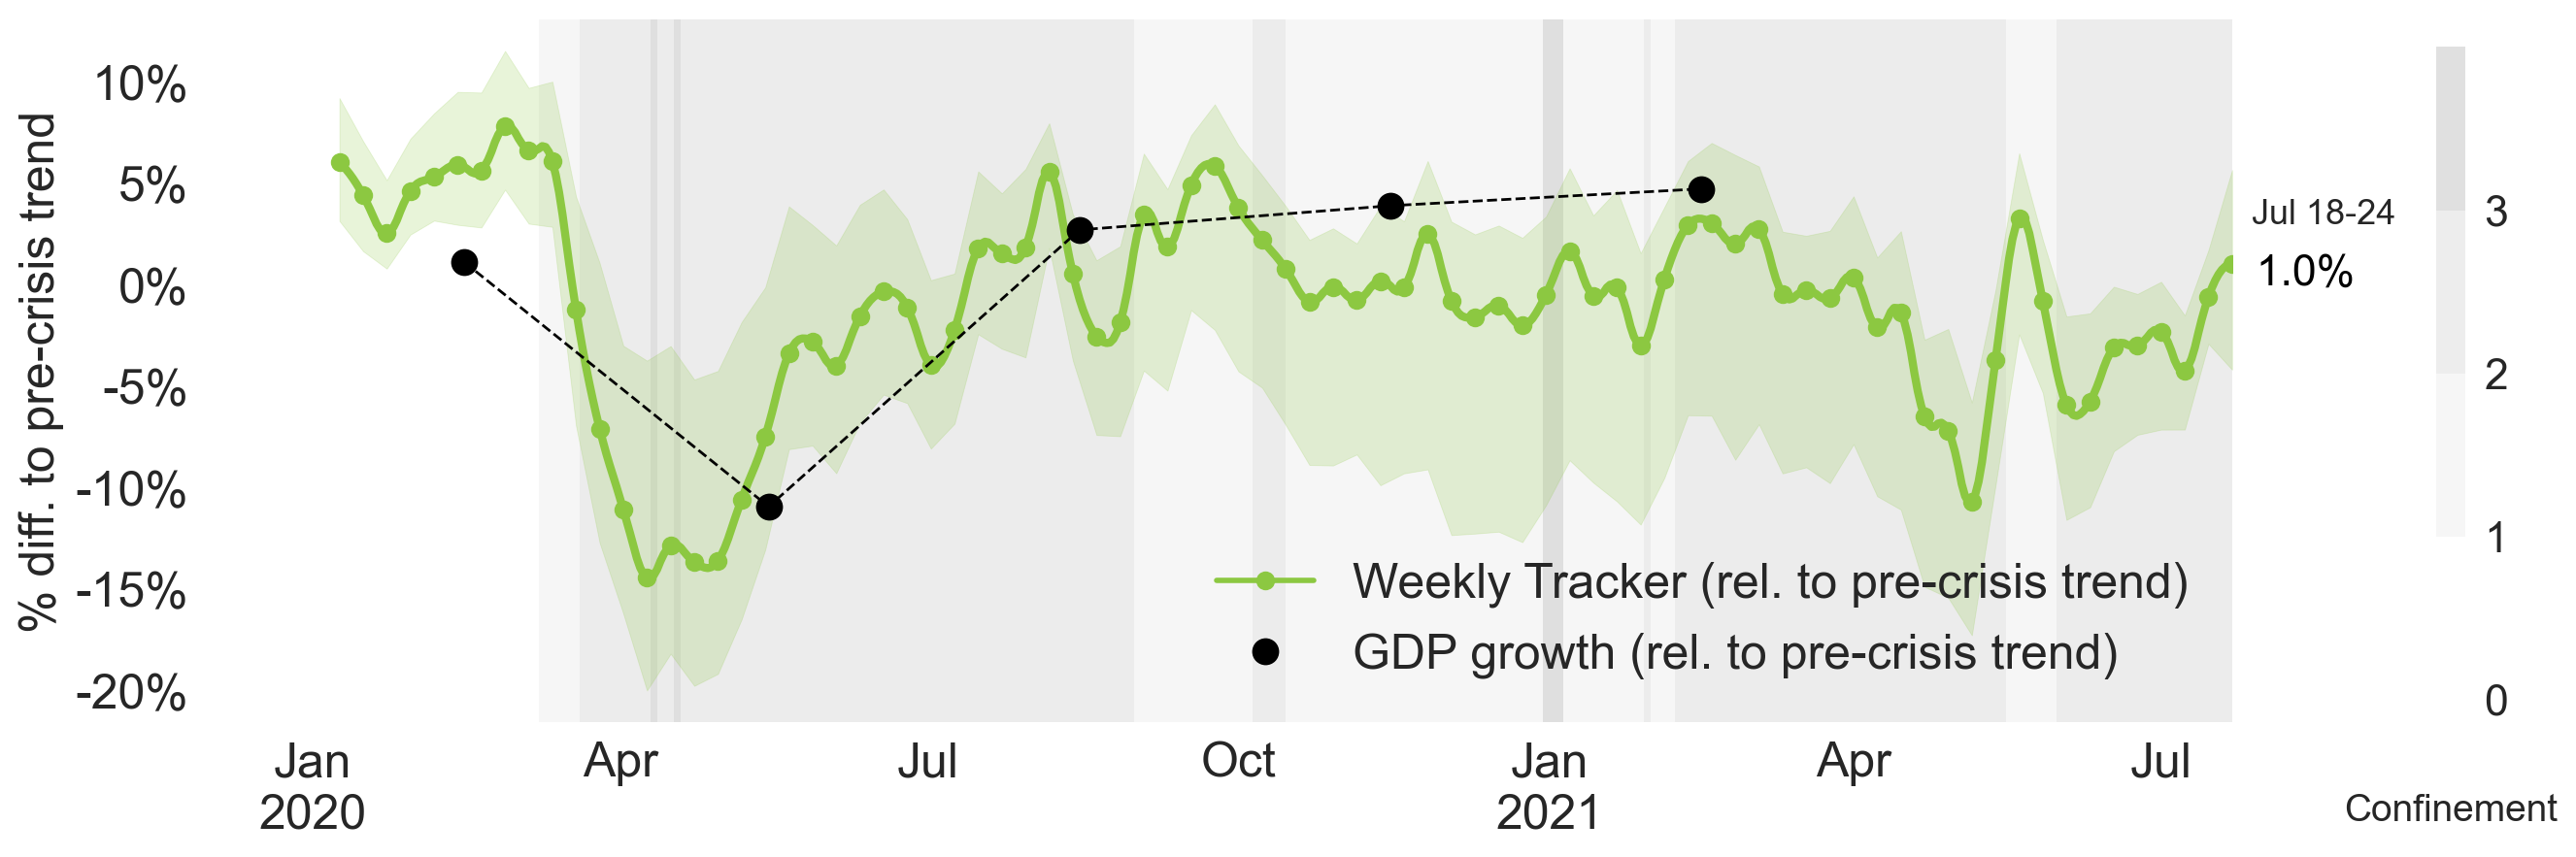 % diff. to pre-crisis trend
10%
5%
0%
-5%
-10%
-15%
-20%
Jan
2020
Apr
Jul
Oct
Jan
2021
Apr
Jul
Weekly Tracker (rel. to pre-crisis trend)
GDP growth (rel. to pre-crisis trend)
Jul 18-24
1.0%
3
2
1
0
Confinement